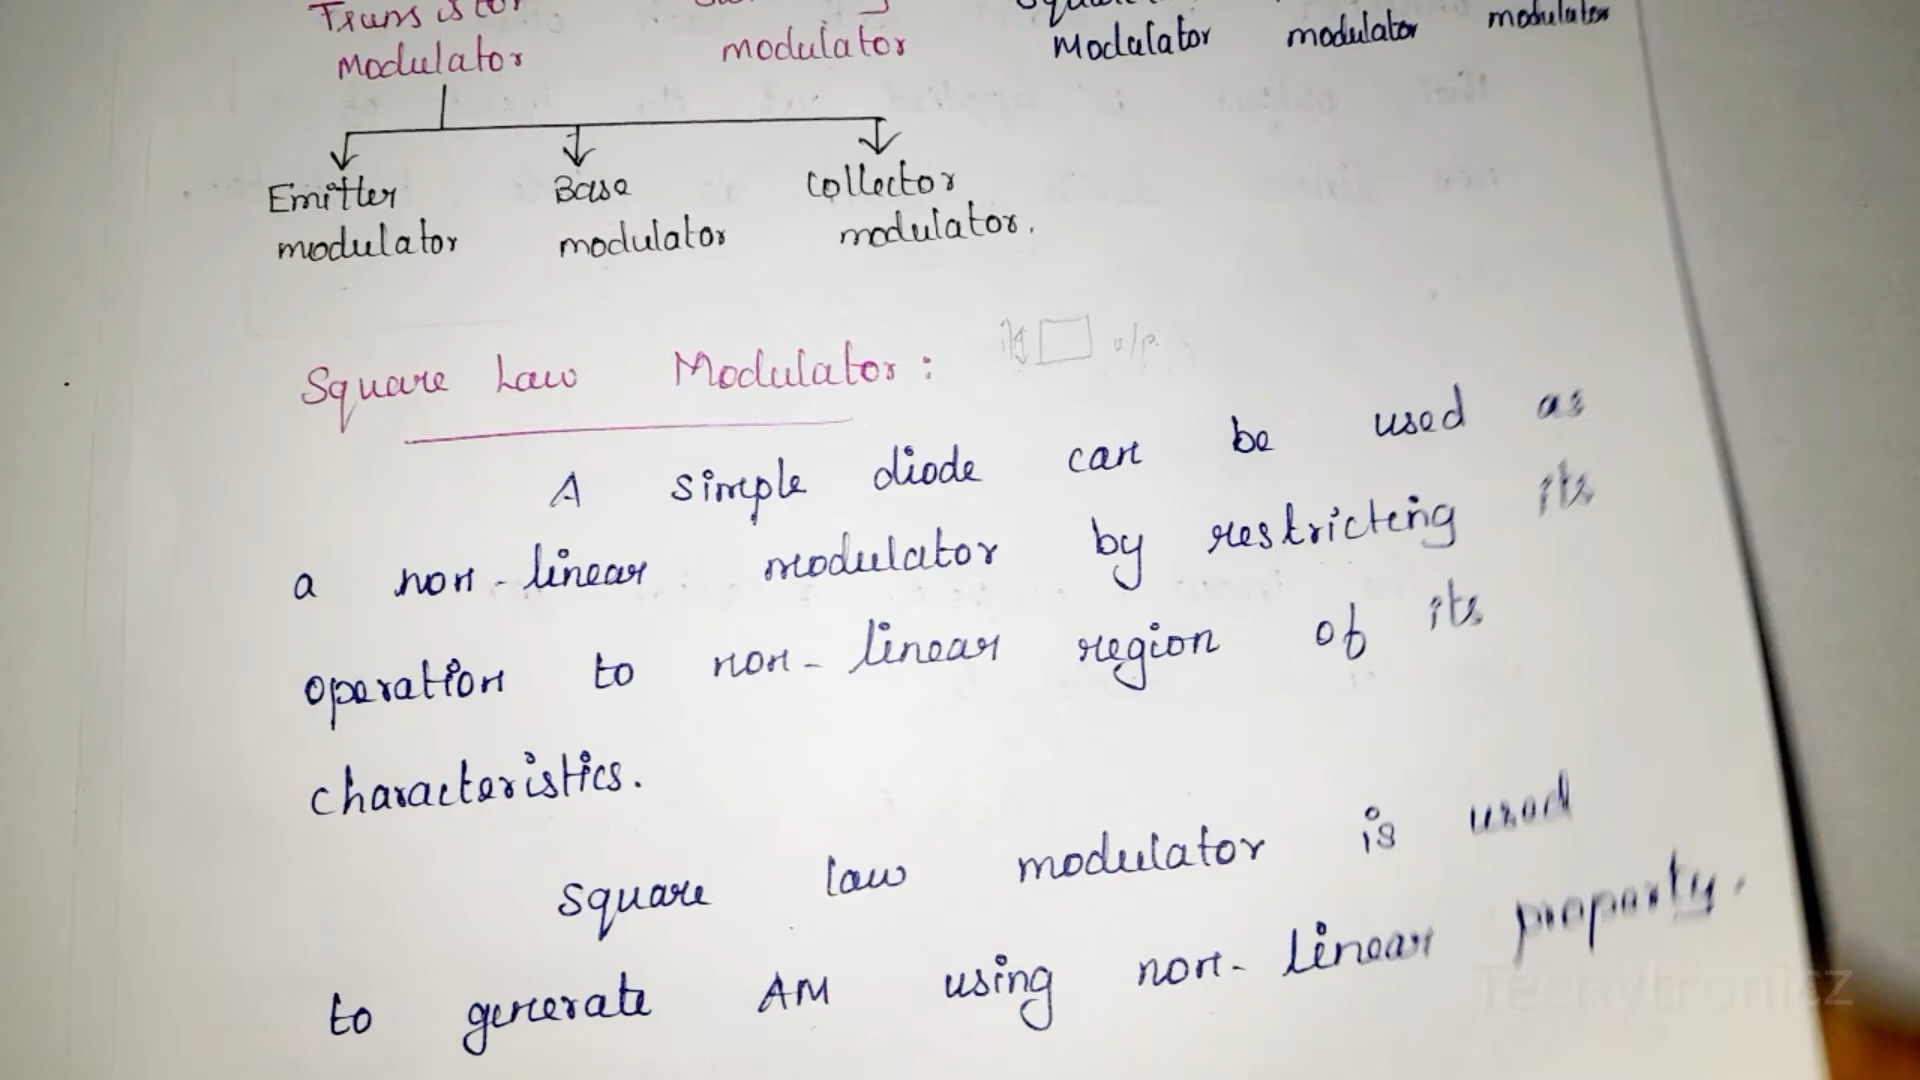 Transistor
Modulator modulator Modulator modulator modulator
Emitter Base Collector
modulator modulator modulator.
Square Law Modulator:
o/p.
A simple diode can be used as
a non-linear modulator by restricting its
operation to non-linear region of its
characteristics.
Square law modulator is used
to generate AM using non-linear property.
Techytronicz